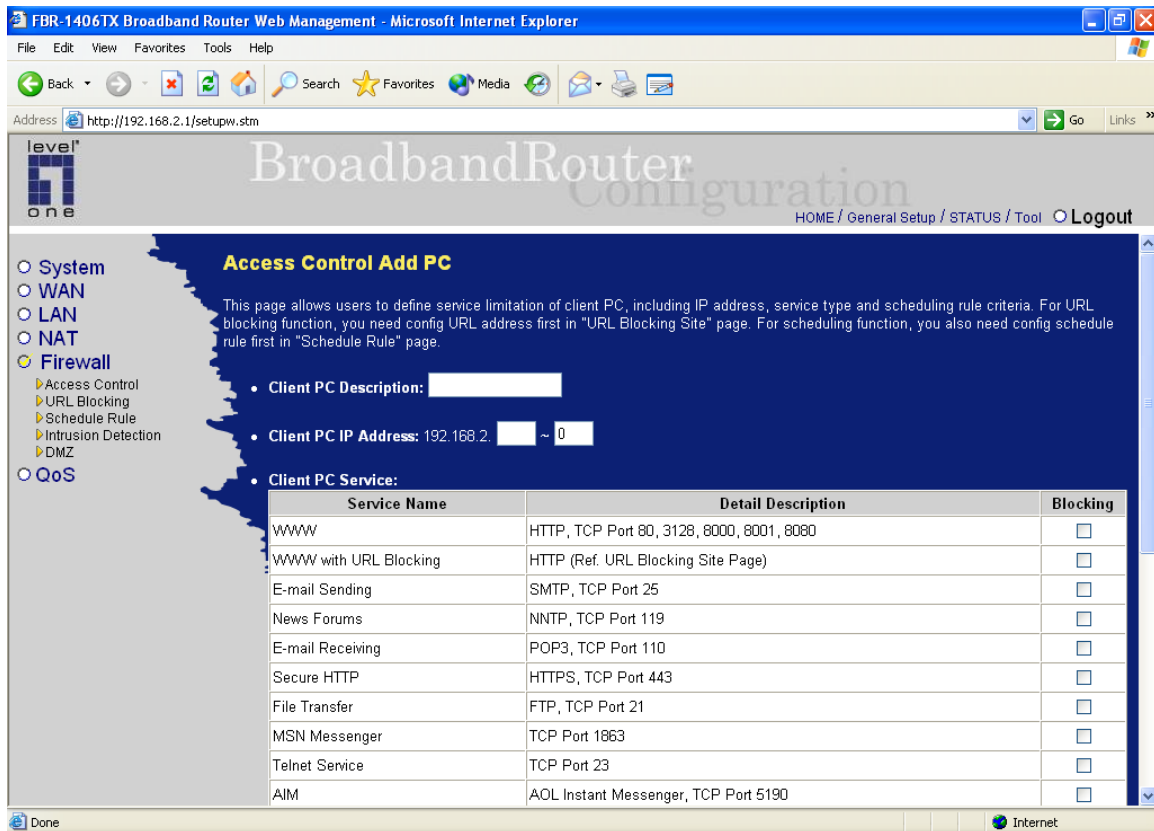 FBR-1406TX Broadband Router Web Management - Microsoft Internet Explorer
File Edit View Favorites Tools Help
Back Search Favorites Media
Address http://192.168.2.1/setupw.stm Go Links »
level one
BroadbandRouter
Configuration
HOME / General Setup / STATUS / Tool Logout
System
WAN
LAN
NAT
Firewall
Access Control
URL Blocking
Schedule Rule
Intrusion Detection
DMZ
QoS
Access Control Add PC
This page allows users to define service limitation of client PC, including IP address, service type and scheduling rule criteria. For URL
blocking function, you need config URL address first in "URL Blocking Site" page. For scheduling function, you also need config schedule
rule first in "Schedule Rule" page.
• Client PC Description:
• Client PC IP Address: 192.168.2. ~ 0
• Client PC Service:
Service Name Detail Description Blocking
WWW HTTP, TCP Port 80, 3128, 8000, 8001, 8080
WWW with URL Blocking HTTP (Ref. URL Blocking Site Page)
E-mail Sending SMTP, TCP Port 25
News Forums NNTP, TCP Port 119
E-mail Receiving POP3, TCP Port 110
Secure HTTP HTTPS, TCP Port 443
File Transfer FTP, TCP Port 21
MSN Messenger TCP Port 1863
Telnet Service TCP Port 23
AIM AOL Instant Messenger, TCP Port 5190
Done Internet